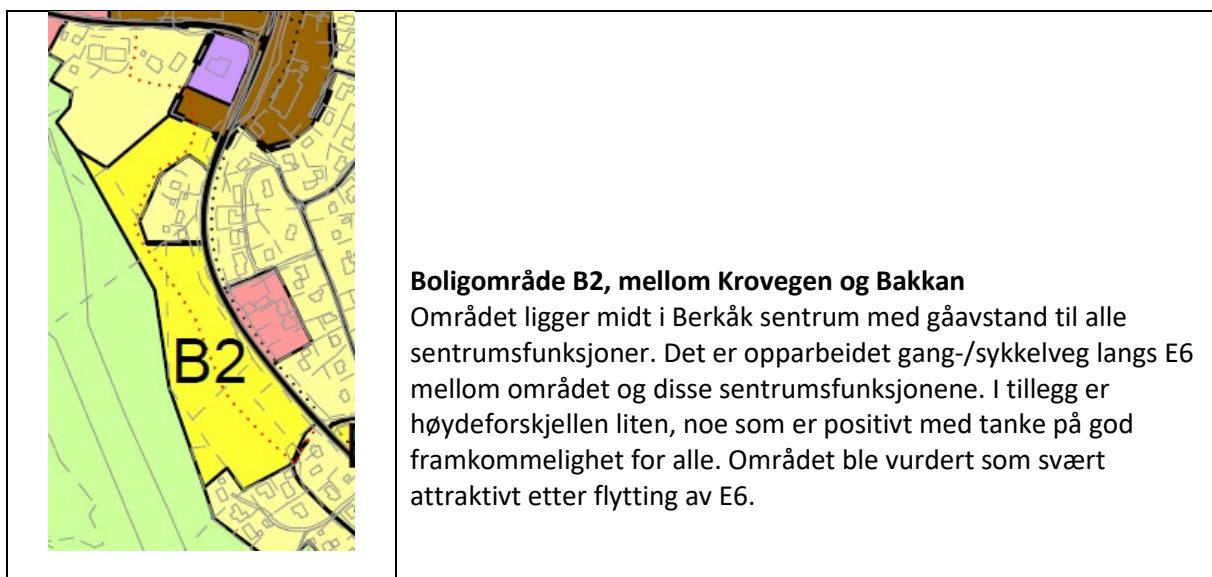 B2
Boligområde B2, mellom Krovegen og Bakkan
Området ligger midt i Berkåk sentrum med gåavstand til alle
sentrumsfunksjoner. Det er opparbeidet gang-/sykkelveg langs E6
mellom området og disse sentrumsfunksjonene. I tillegg er
høydeforskjellen liten, noe som er positivt med tanke på god
framkommelighet for alle. Området ble vurdert som svært
attraktivt etter flytting av E6.